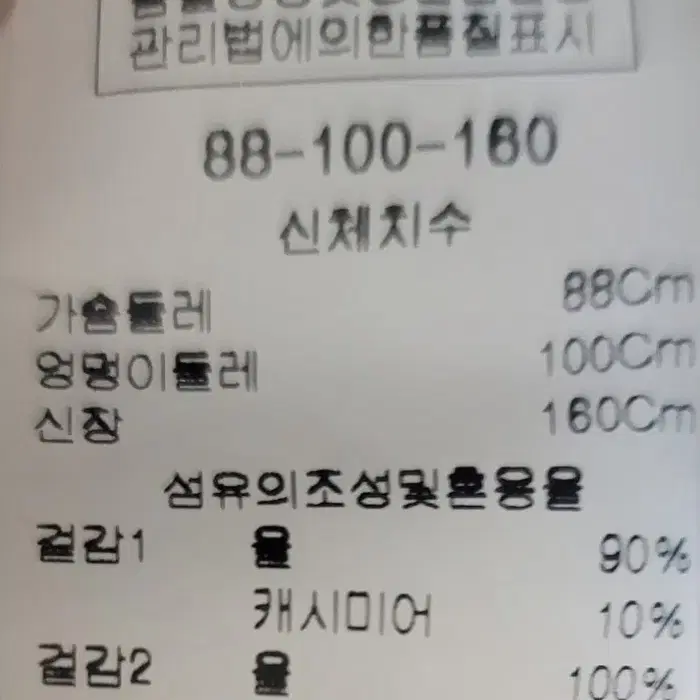 관리법에의한품질표시
88-100-160
신체치수
가슴둘레 88Cm
엉덩이둘레 100Cm
신장 160Cm
섬유의조성및혼용율
겉감1 울 90%
캐시미어 10%
겉감2 울 100%